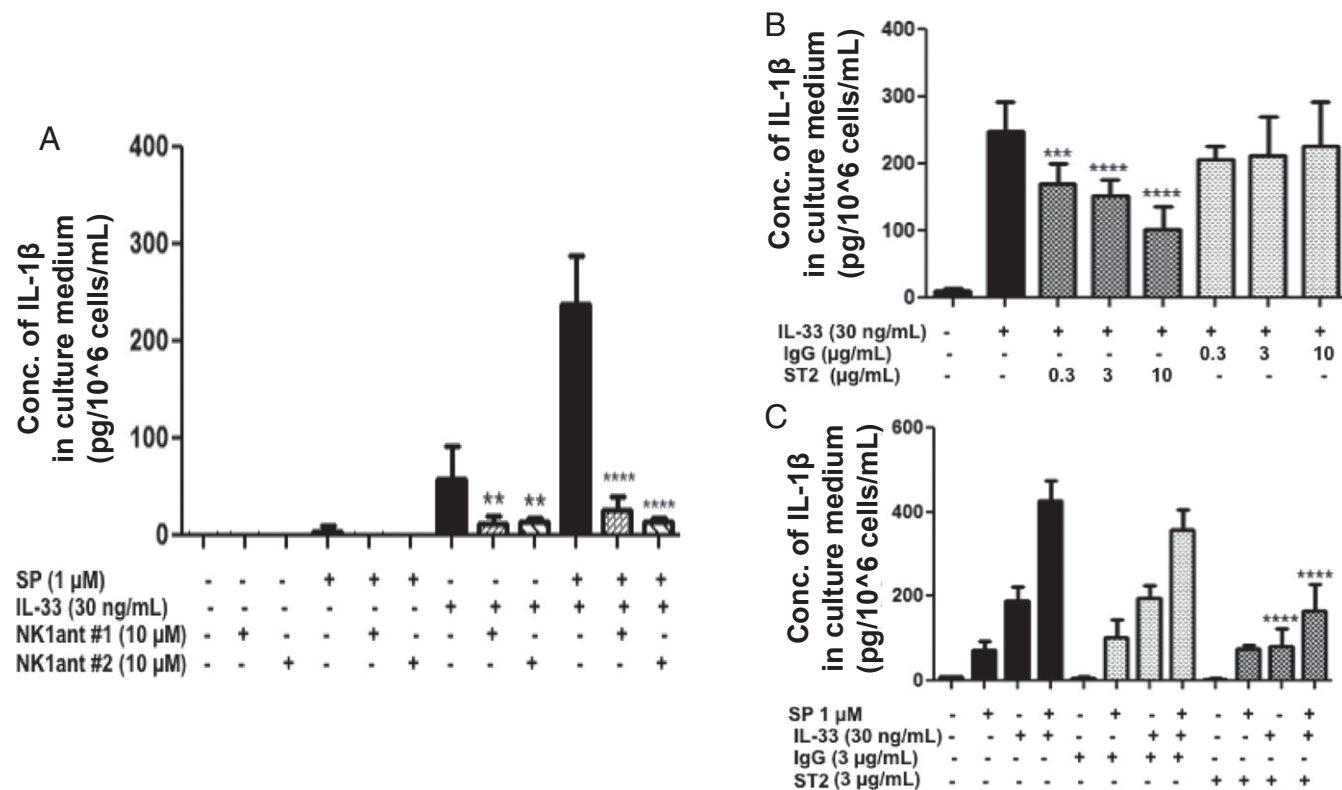 A
Conc. of IL-1β
in culture medium
(pg/10^6 cells/mL)
400
300
200
100
0
** ** **** ****
SP (1 µM) - - - + + + - - - + + +
IL-33 (30 ng/mL) - - - - - - + + + + + +
NK1ant #1 (10 µM) - + - - + - - + - - + -
NK1ant #2 (10 µM) - - + - - + - - + - - +
B
Conc. of IL-1β
in culture medium
(pg/10^6 cells/mL)
400
300
200
100
0
*** **** ****
IL-33 (30 ng/mL) - + + + + + + +
IgG (µg/mL) - - - - - 0.3 3 10
ST2 (µg/mL) - - 0.3 3 10 - - -
C
Conc. of IL-1β
in culture medium
(pg/10^6 cells/mL)
600
400
200
0
**** ****
SP 1 µM - + - + - + - + - + - +
IL-33 (30 ng/mL) - - + + - - + + - - + +
IgG (3 µg/mL) - - - - + + + + - - - -
ST2 (3 µg/mL) - - - - - - - - + + + +